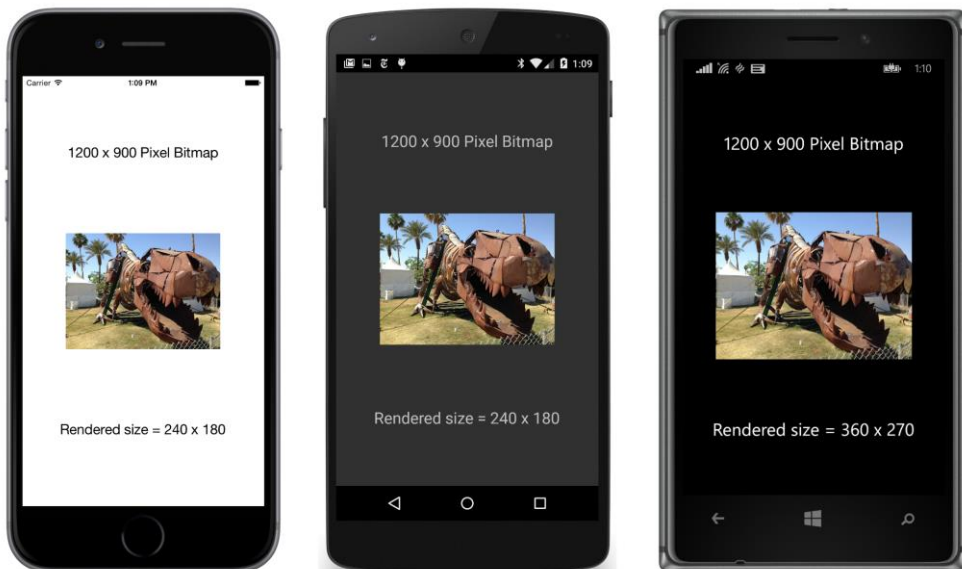 Carrier
1:09 PM
1200 x 900 Pixel Bitmap
Rendered size = 240 x 180
1:09
1200 x 900 Pixel Bitmap
Rendered size = 240 x 180
1:10
1200 x 900 Pixel Bitmap
Rendered size = 360 x 270